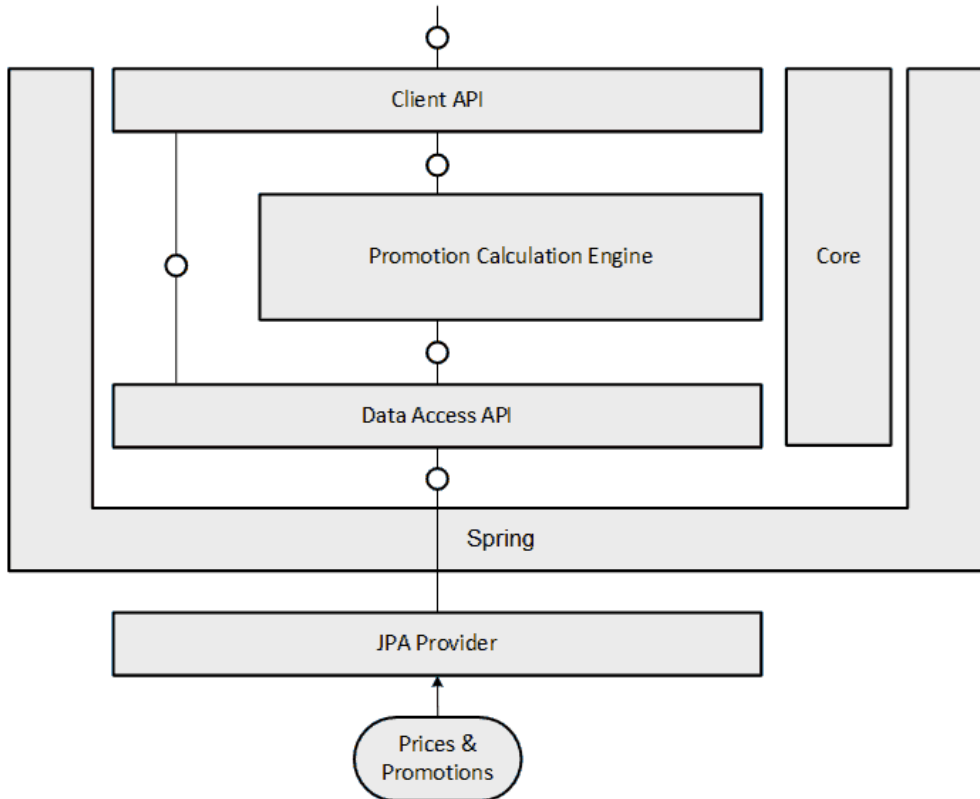 Client API
Promotion Calculation Engine
Core
Data Access API
Spring
JPA Provider
Prices &
Promotions